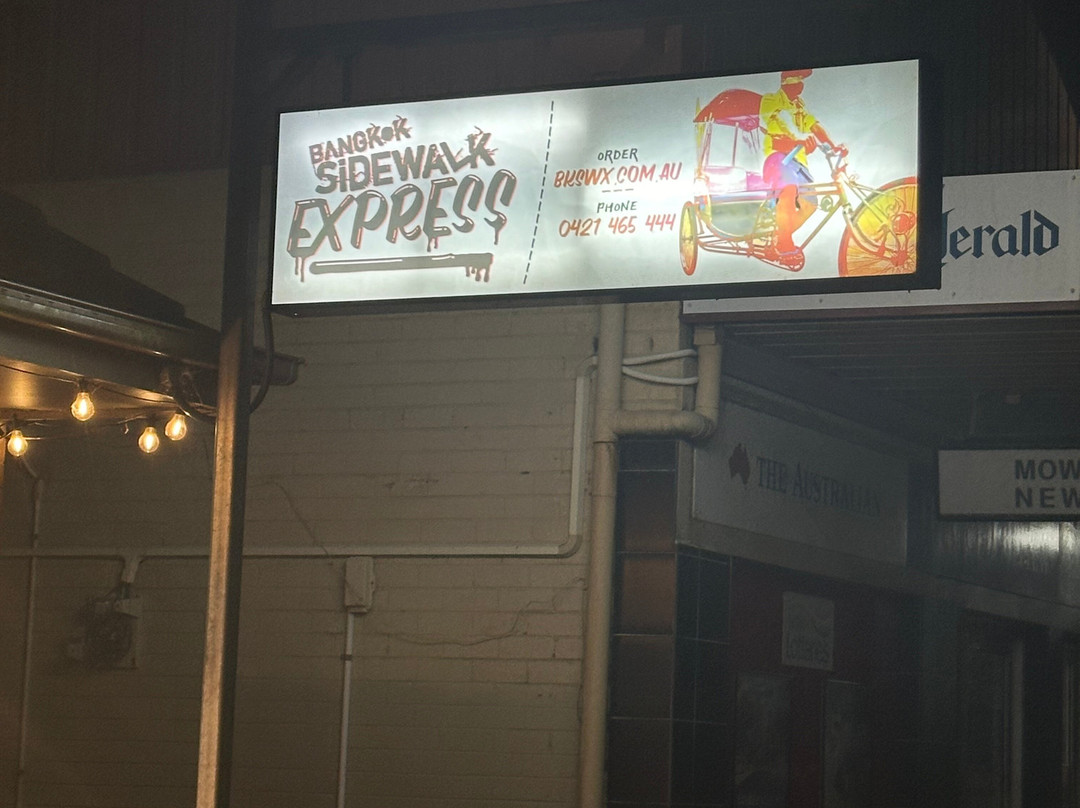 BANGKOK
SiDEWALK
EXPRESS
ORDER
BKSWX.COM.AU
PHONE
0421 465 444
Herald
THE AUSTRALIAN
MOW
NEW